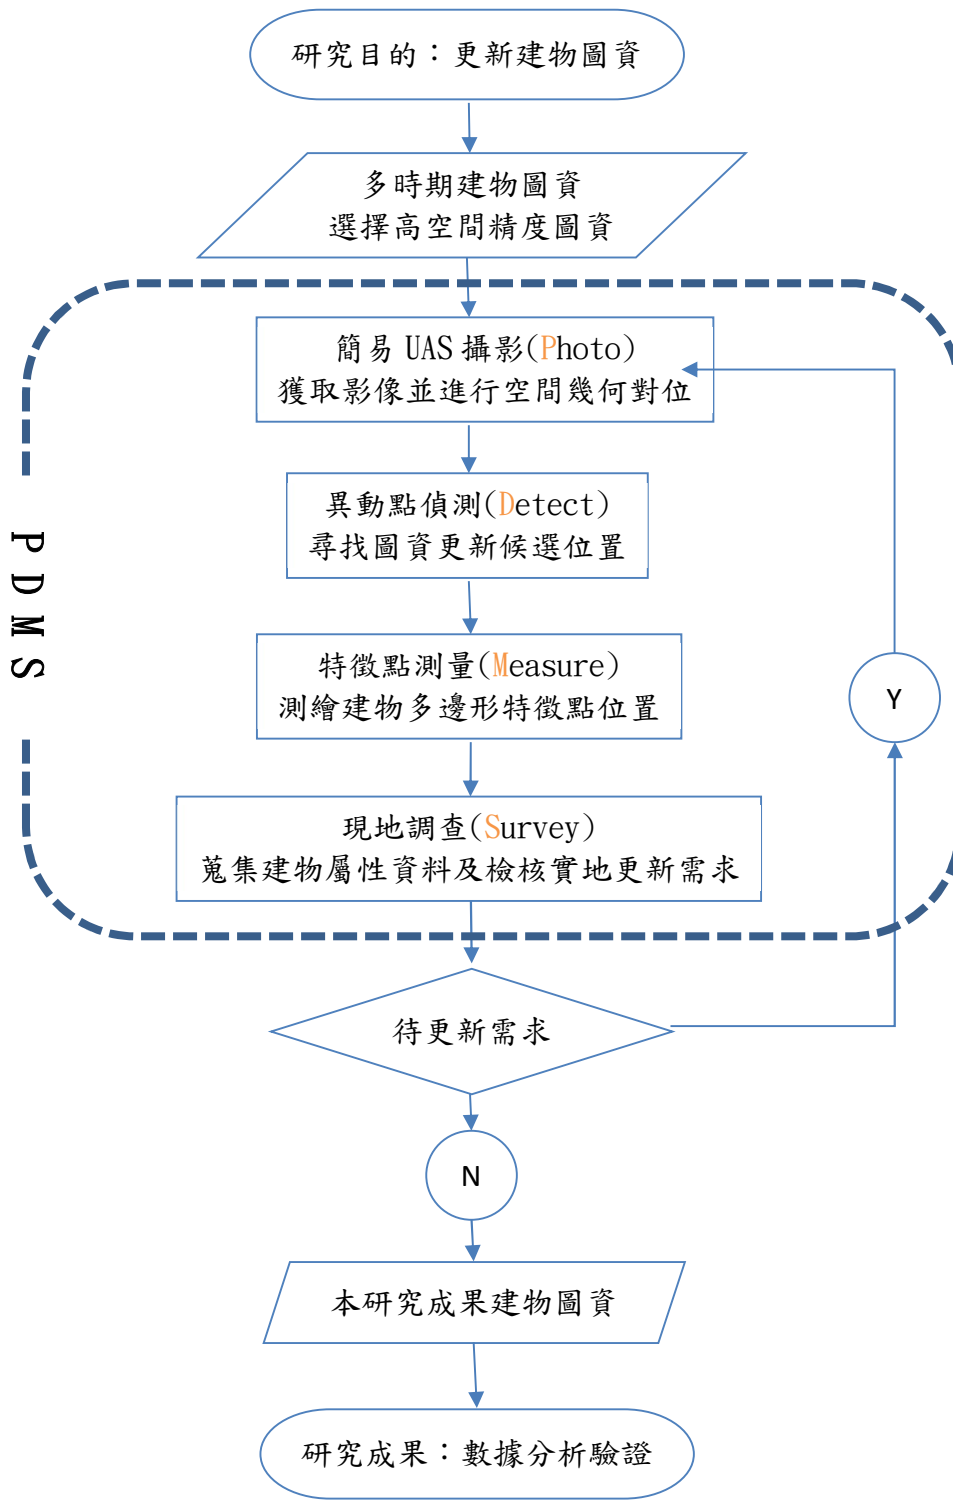 研究目的：更新建物圖資
多時期建物圖資
選擇高空間精度圖資
簡易 UAS 攝影(Photo)
獲取影像並進行空間幾何對位
異動點偵測(Detect)
尋找圖資更新候選位置
PDMS
特徵點測量(Measure)
測繪建物多邊形特徵點位置
Y
現地調查(Survey)
蒐集建物屬性資料及檢核實地更新需求
待更新需求
N
本研究成果建物圖資
研究成果：數據分析驗證